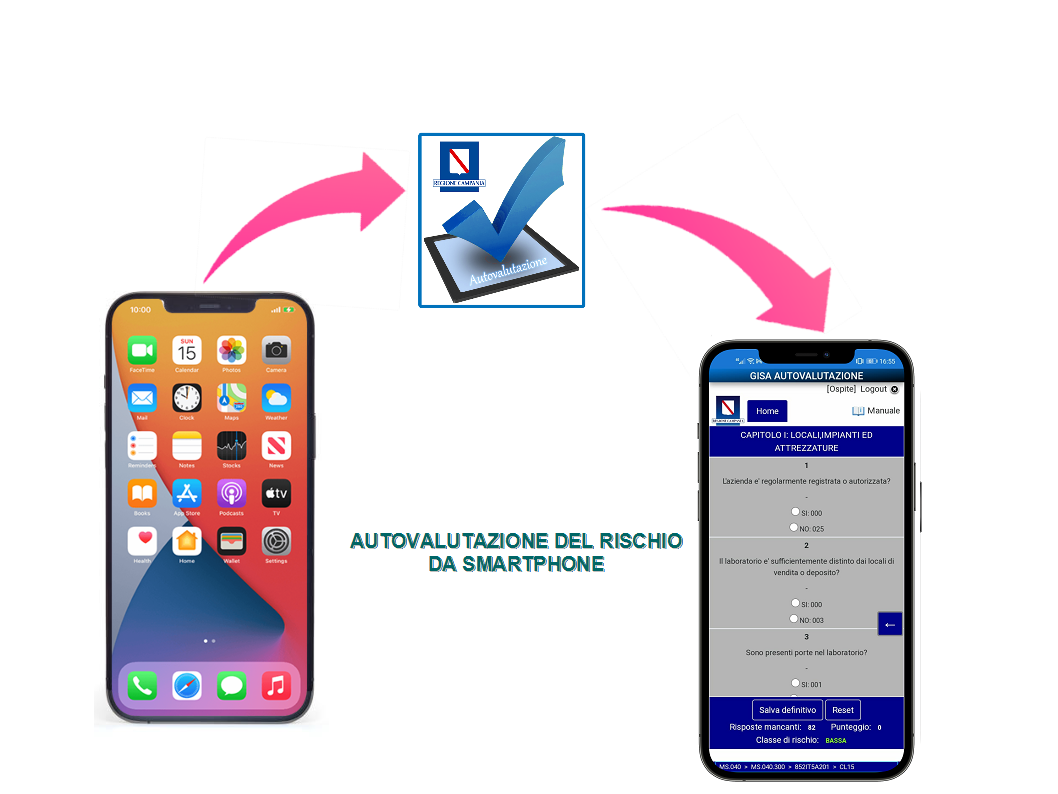 REGIONE CAMPANIA
Autovalutazione
10:00
SUN
15
FaceTime
Calendar
Photos
Camera
Mail
Clock
Maps
Weather
Reminders
Notes
Stocks
News
tv
Books
App Store
Podcasts
TV
Health
Home
Wallet
Settings
AUTOVALUTAZIONE DEL RISCHIO
DA SMARTPHONE
16:55
GISA AUTOVALUTAZIONE
[Ospite] Logout
REGIONE CAMPANIA
Home
Manuale
CAPITOLO I: LOCALI,IMPIANTI ED
ATTREZZATURE
1
L'azienda e' regolarmente registrata o autorizzata?
-
SI: 000
NO: 025
2
Il laboratorio e' sufficientemente distinto dai locali di
vendita o deposito?
-
SI: 000
NO: 003
←
3
Sono presenti porte nel laboratorio?
-
SI: 001
Salva definitivo Reset
Risposte mancanti: 82 Punteggio: 0
Classe di rischio: BASSA
MS.040 > MS.040.300 > 852IT5A201 > CL15